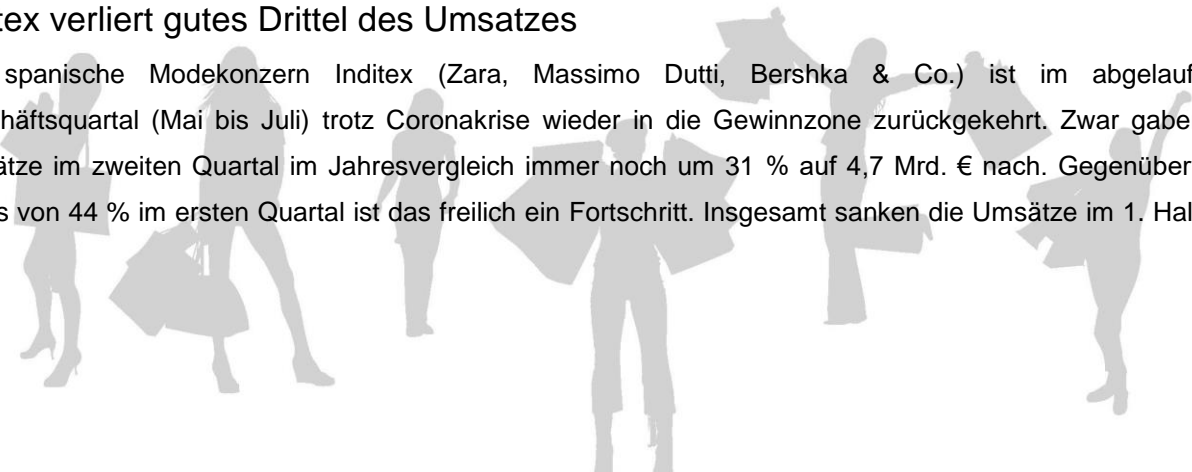 tex verliert gutes Drittel des Umsatzes
spanische Modekonzern Inditex (Zara, Massimo Dutti, Bershka & Co.) ist im abgelauf
häftsquartal (Mai bis Juli) trotz Coronakrise wieder in die Gewinnzone zurückgekehrt. Zwar gabe
ätze im zweiten Quartal im Jahresvergleich immer noch um 31 % auf 4,7 Mrd. € nach. Gegenüber
s von 44 % im ersten Quartal ist das freilich ein Fortschritt. Insgesamt sanken die Umsätze im 1. Hal